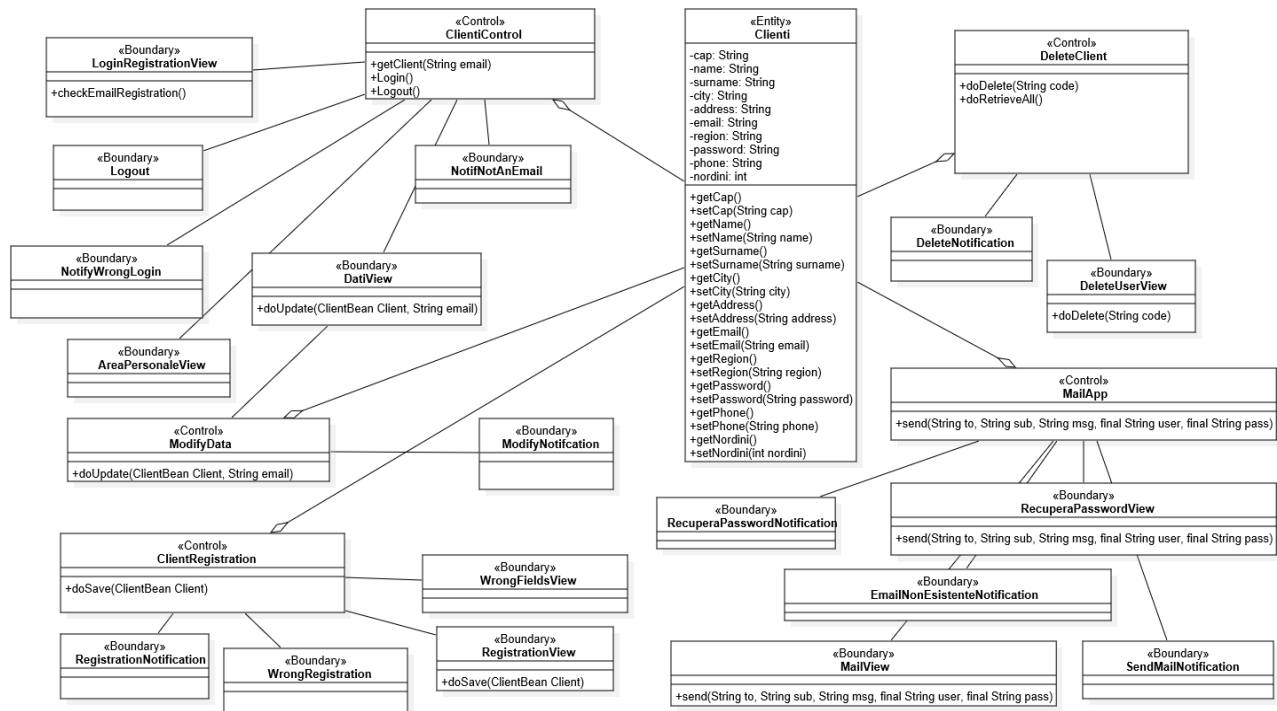 «Control»
ClientiControl
+getClient(String email)
+Login()
+Logout()
«Boundary»
LoginRegistrationView
+checkEmailRegistration()
«Boundary»
Logout
«Boundary»
NotifNotAnEmail
«Boundary»
NotifyWrongLogin
«Boundary»
DatiView
+doUpdate(ClientBean Client, String email)
«Boundary»
AreaPersonaleView
«Control»
ModifyData
+doUpdate(ClientBean Client, String email)
«Boundary»
ModifyNotifcation
«Control»
ClientRegistration
+doSave(ClientBean Client)
«Boundary»
WrongFieldsView
«Boundary»
RegistrationNotification
«Boundary»
WrongRegistration
«Boundary»
RegistrationView
+doSave(ClientBean Client)
«Entity»
Clienti
-cap: String
-name: String
-surname: String
-city: String
-address: String
-email: String
-region: String
-password: String
-phone: String
-nordini: int
+getCap()
+setCap(String cap)
+getName()
+setName(String name)
+getSurname()
+setSurname(String surname)
+getCity()
+setCity(String city)
+getAddress()
+setAddress(String address)
+getEmail()
+setEmail(String email)
+getRegion()
+setRegion(String region)
+getPassword()
+setPassword(String password)
+getPhone()
+setPhone(String phone)
+getNordini()
+setNordini(int nordini)
«Control»
DeleteClient
+doDelete(String code)
+doRetrieveAll()
«Boundary»
DeleteNotification
«Boundary»
DeleteUserView
+doDelete(String code)
«Control»
MailApp
+send(String to, String sub, String msg, final String user, final String pass)
«Boundary»
RecuperaPasswordNotification
«Boundary»
RecuperaPasswordView
+send(String to, String sub, String msg, final String user, final String pass)
«Boundary»
EmailNonEsistenteNotification
«Boundary»
MailView
+send(String to, String sub, String msg, final String user, final String pass)
«Boundary»
SendMailNotification